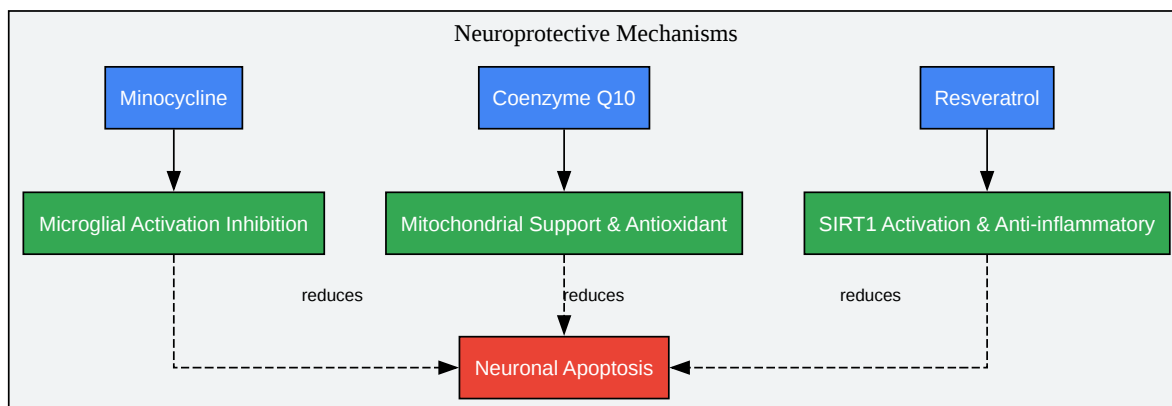 Neuroprotective Mechanisms
Minocycline
Coenzyme Q10
Resveratrol
Microglial Activation Inhibition
Mitochondrial Support & Antioxidant
SIRT1 Activation & Anti-inflammatory
reduces
reduces
reduces
Neuronal Apoptosis